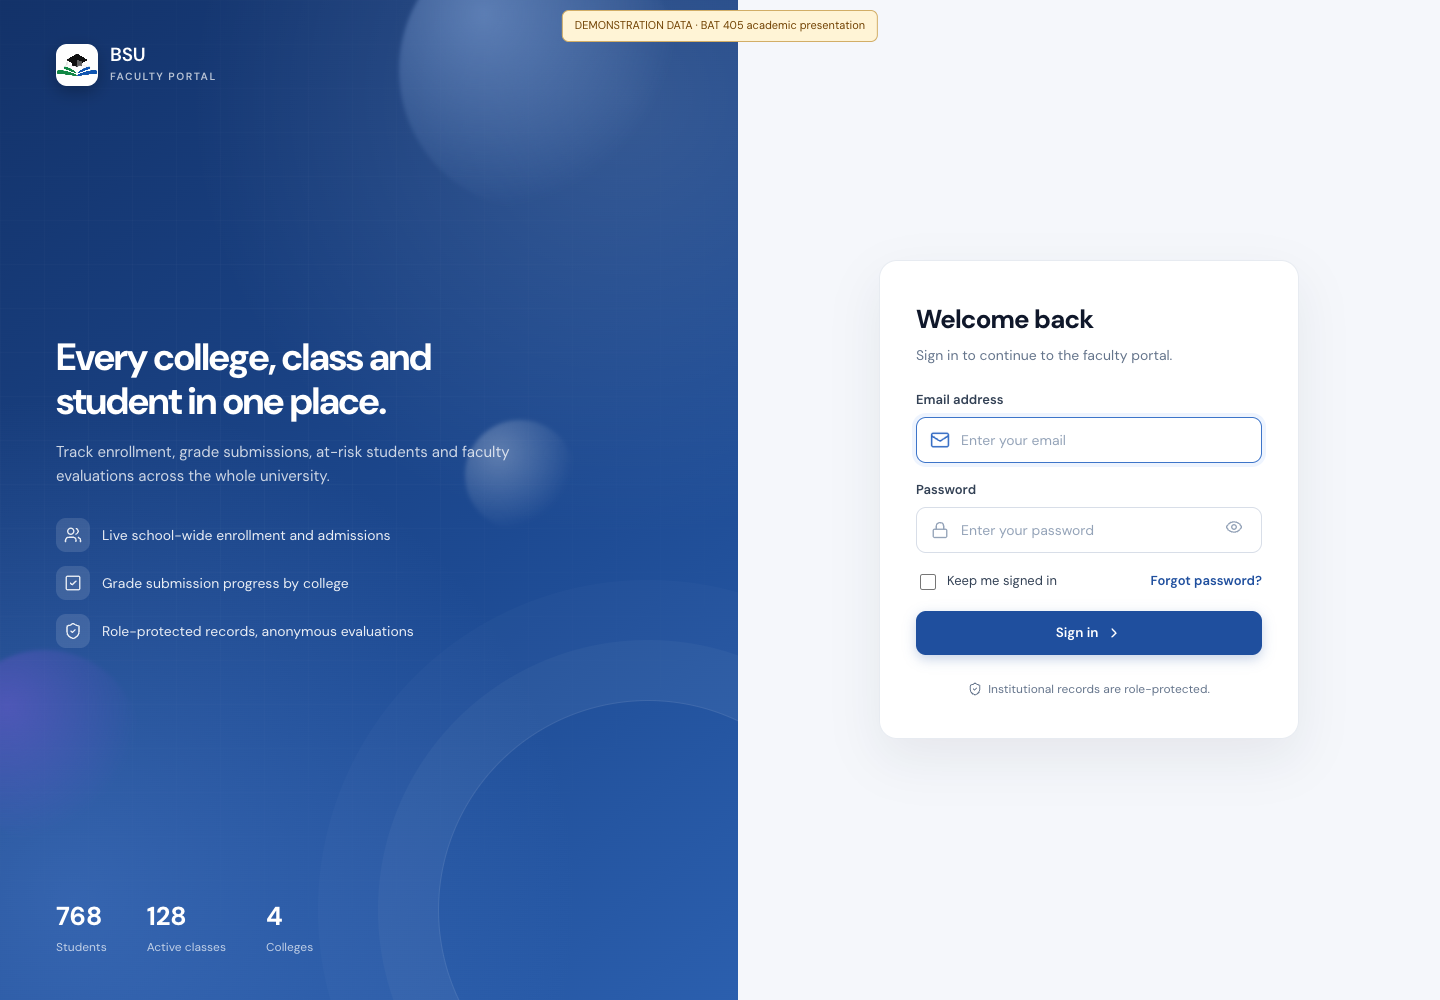 DEMONSTRATION DATA · BAT 405 academic presentation
BSU
FACULTY PORTAL
Every college, class and
student in one place.
Track enrollment, grade submissions, at-risk students and faculty
evaluations across the whole university.
Live school-wide enrollment and admissions
Grade submission progress by college
Role-protected records, anonymous evaluations
768
Students
128
Active classes
4
Colleges
Welcome back
Sign in to continue to the faculty portal.
Email address
Enter your email
Password
Enter your password
Keep me signed in
Forgot password?
Sign in
Institutional records are role-protected.